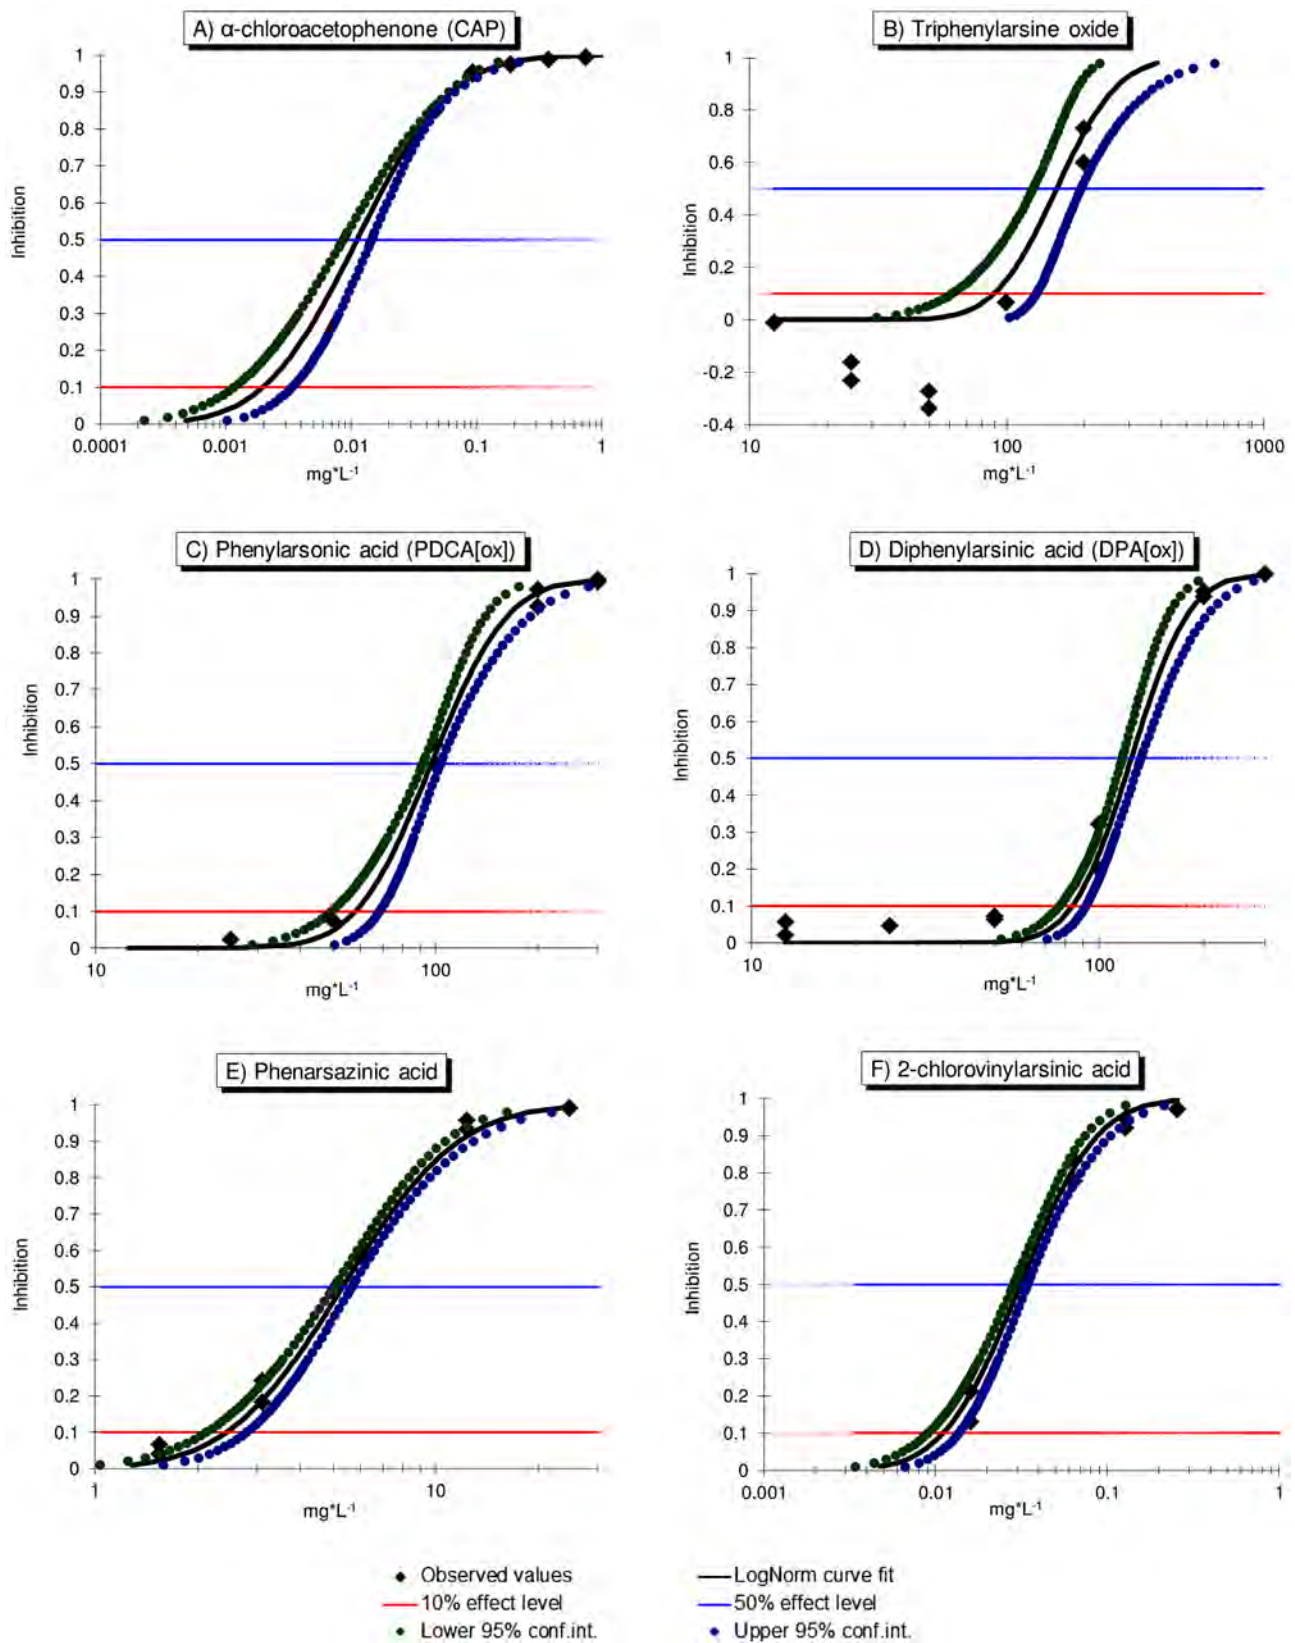 A) α-chloroacetophenone (CAP)
1
0.9
0.8
0.7
0.6
0.5
0.4
0.3
0.2
0.1
0
Inhibition
0.0001 0.001 0.01 0.1 1
mg*L-1
B) Triphenylarsine oxide
1
0.8
0.6
0.4
0.2
0
-0.2
-0.4
Inhibition
10 100 1000
mg*L-1
C) Phenylarsonic acid (PDCA[ox])
1
0.9
0.8
0.7
0.6
0.5
0.4
0.3
0.2
0.1
0
Inhibition
10 100
mg*L-1
D) Diphenylarsinic acid (DPA[ox])
1
0.9
0.8
0.7
0.6
0.5
0.4
0.3
0.2
0.1
0
Inhibition
10 100
mg*L-1
E) Phenarsazinic acid
1
0.9
0.8
0.7
0.6
0.5
0.4
0.3
0.2
0.1
0
Inhibition
1 10
mg*L-1
F) 2-chlorovinylarsinic acid
1
0.9
0.8
0.7
0.6
0.5
0.4
0.3
0.2
0.1
0
Inhibition
0.001 0.01 0.1 1
mg*L-1
Observed values
LogNorm curve fit
10% effect level
50% effect level
Lower 95% conf.int.
Upper 95% conf.int.